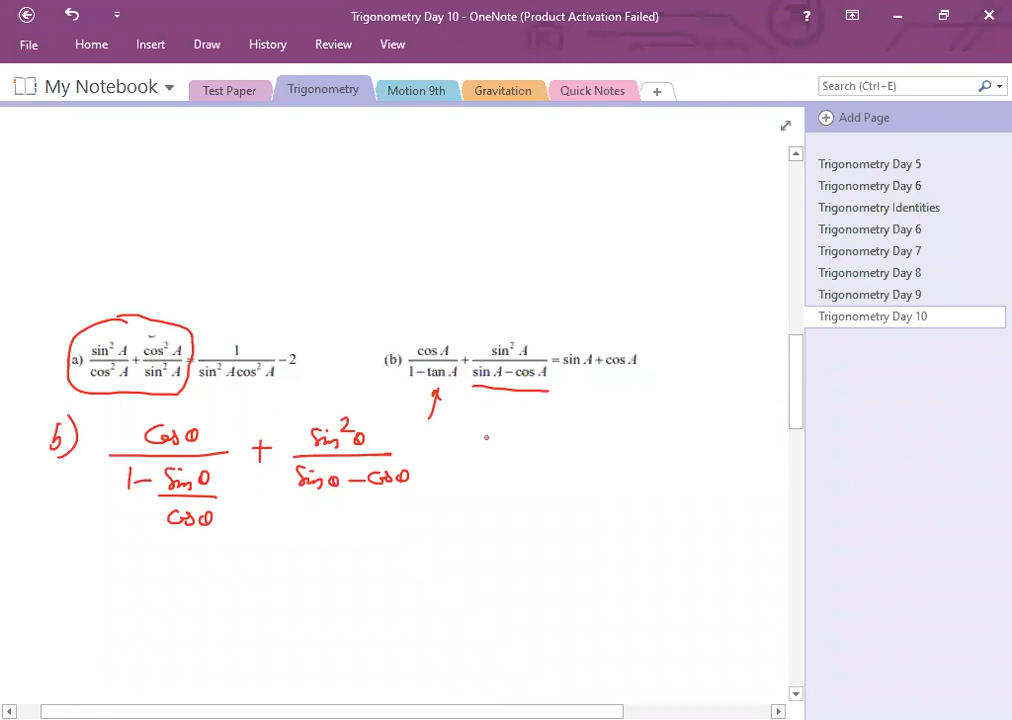 Trigonometry Day 10 - OneNote (Product Activation Failed)
File Home Insert Draw History Review View
My Notebook Test Paper Trigonometry Motion 9th Gravitation Quick Notes Search (Ctrl+E)
Add Page
Trigonometry Day 5
Trigonometry Day 6
Trigonometry Identities
Trigonometry Day 6
Trigonometry Day 7
Trigonometry Day 8
Trigonometry Day 9
Trigonometry Day 10
a) sin² A / cos² A + cos² A / sin² A = 1 / sin² A cos² A − 2
(b) cos A / 1 − tan A + sin² A / sin A − cos A = sin A + cos A
b) cosθ / 1 − sinθ / cosθ + sin²θ / sinθ − cosθ